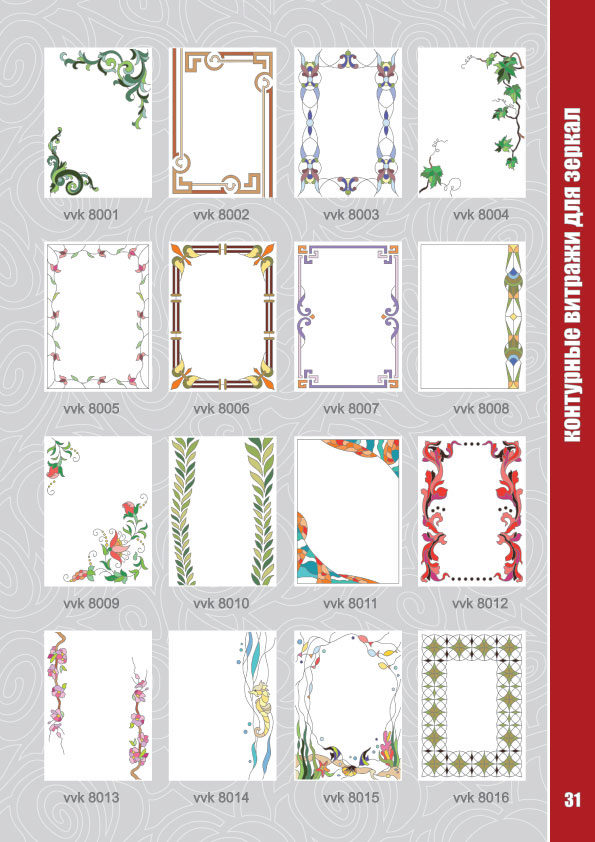 vvk 8001
vvk 8002
vvk 8003
vvk 8004
vvk 8005
vvk 8006
vvk 8007
vvk 8008
vvk 8009
vvk 8010
vvk 8011
vvk 8012
vvk 8013
vvk 8014
vvk 8015
vvk 8016
контурные витражи для зеркал
31